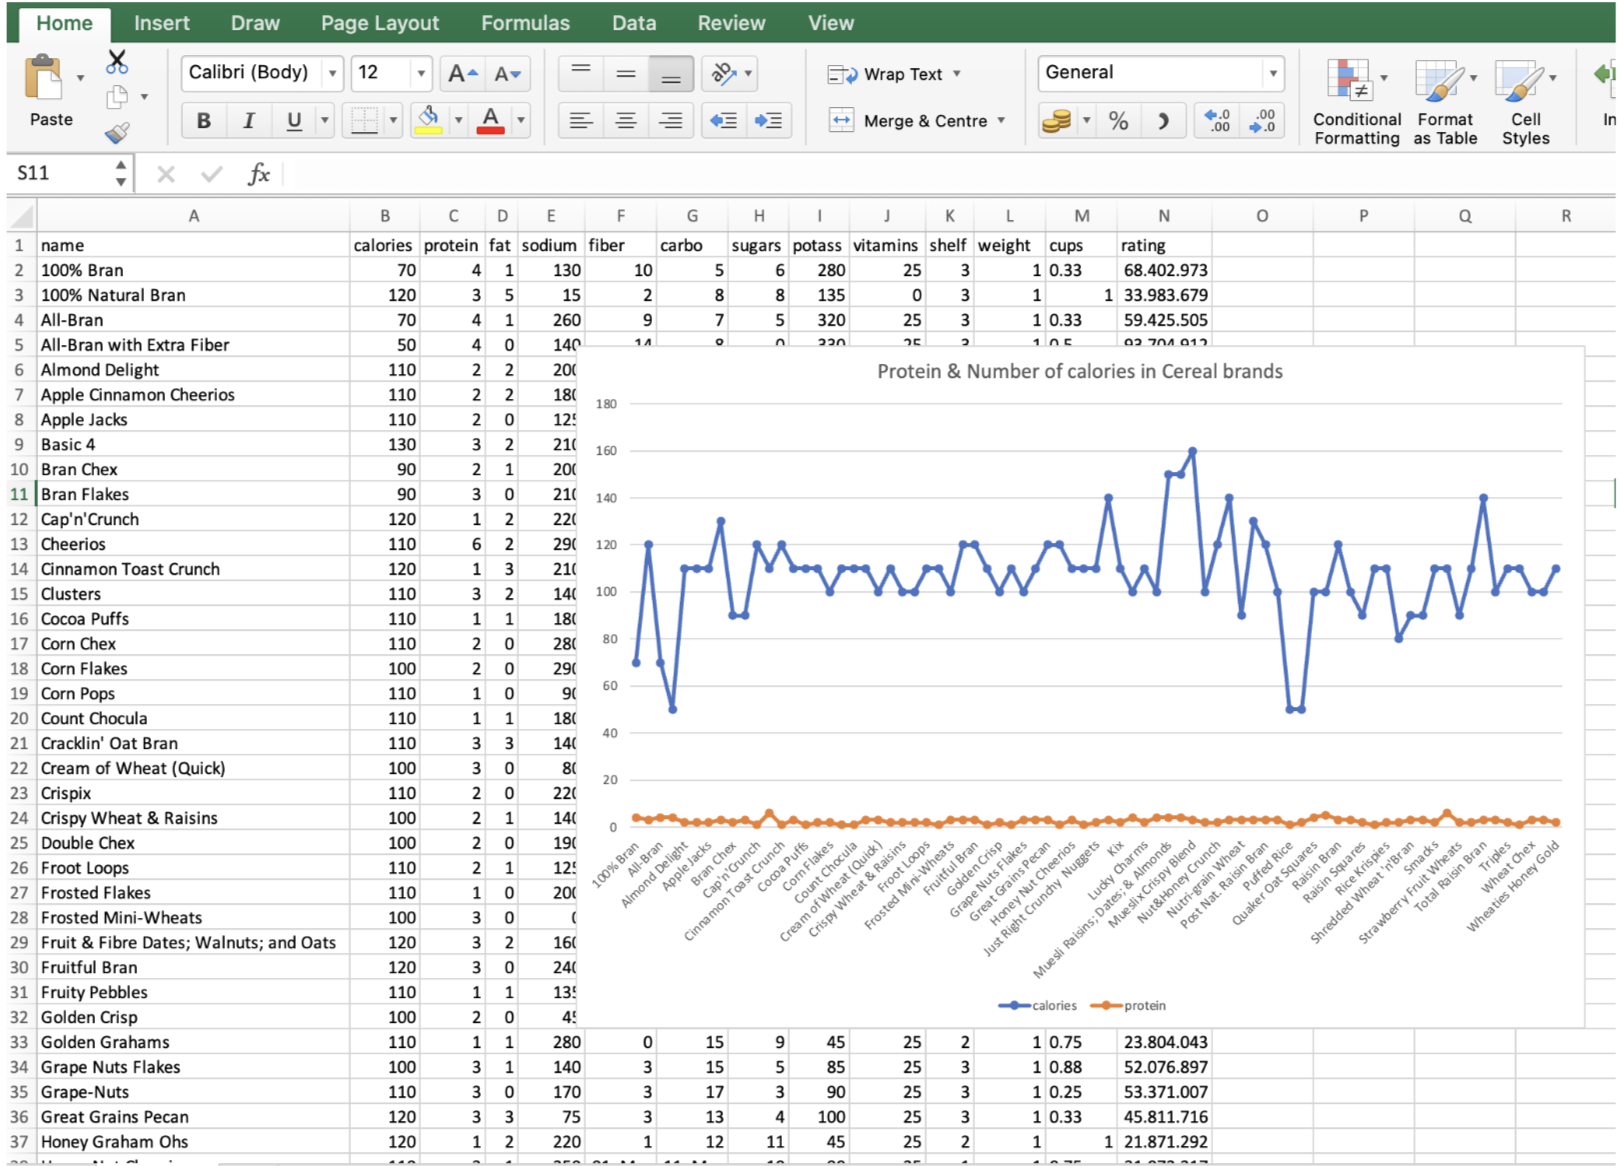 Home Insert Draw Page Layout Formulas Data Review View
Paste
Calibri (Body) 12 A A
B I U A
ab
Wrap Text
Merge & Centre
General
% .0 .00 .00 .0
Conditional Formatting
Format as Table
Cell Styles
S11 fx
A B C D E F G H I J K L M N O P Q R
1 name calories protein fat sodium fiber carbo sugars potass vitamins shelf weight cups rating
2 100% Bran 70 4 1 130 10 5 6 280 25 3 1 0.33 68.402.973
3 100% Natural Bran 120 3 5 15 2 8 8 135 0 3 1 1 33.983.679
4 All-Bran 70 4 1 260 9 7 5 320 25 3 1 0.33 59.425.505
5 All-Bran with Extra Fiber 50 4 0 140 14 8 0 330 25 3 1 0.5 93.704.912
6 Almond Delight 110 2 2 200
7 Apple Cinnamon Cheerios 110 2 2 180
8 Apple Jacks 110 2 0 125
9 Basic 4 130 3 2 210
10 Bran Chex 90 2 1 200
11 Bran Flakes 90 3 0 210
12 Cap'n'Crunch 120 1 2 220
13 Cheerios 110 6 2 290
14 Cinnamon Toast Crunch 120 1 3 210
15 Clusters 110 3 2 140
16 Cocoa Puffs 110 1 1 180
17 Corn Chex 110 2 0 280
18 Corn Flakes 100 2 0 290
19 Corn Pops 110 1 0 90
20 Count Chocula 110 1 1 180
21 Cracklin' Oat Bran 110 3 3 140
22 Cream of Wheat (Quick) 100 3 0 80
23 Crispix 110 2 0 220
24 Crispy Wheat & Raisins 100 2 1 140
25 Double Chex 100 2 0 190
26 Froot Loops 110 2 1 125
27 Frosted Flakes 110 1 0 200
28 Frosted Mini-Wheats 100 3 0 0
29 Fruit & Fibre Dates; Walnuts; and Oats 120 3 2 160
30 Fruitful Bran 120 3 0 240
31 Fruity Pebbles 110 1 1 135
32 Golden Crisp 100 2 0 45
33 Golden Grahams 110 1 1 280 0 15 9 45 25 2 1 0.75 23.804.043
34 Grape Nuts Flakes 100 3 1 140 3 15 5 85 25 3 1 0.88 52.076.897
35 Grape-Nuts 110 3 0 170 3 17 3 90 25 3 1 0.25 53.371.007
36 Great Grains Pecan 120 3 3 75 3 13 4 100 25 3 1 0.33 45.811.716
37 Honey Graham Ohs 120 1 2 220 1 12 11 45 25 2 1 1 21.871.292
Protein & Number of calories in Cereal brands
180
160
140
120
100
80
60
40
20
0
100% Bran
All-Bran
Almond Delight
Apple Jacks
Bran Chex
Cap'n'Crunch
Cinnamon Toast Crunch
Cocoa Puffs
Corn Flakes
Count Chocula
Cream of Wheat (Quick)
Crispy Wheat & Raisins
Froot Loops
Frosted Mini-Wheats
Fruitful Bran
Golden Crisp
Grape Nuts Flakes
Great Grains Pecan
Honey Nut Cheerios
Just Right Crunchy Nuggets
Kix
Lucky Charms
Muesli Raisins; Dates; & Almonds
Mueslix Crispy Blend
Nut&Honey Crunch
Nutri-grain Wheat
Post Nat. Raisin Bran
Puffed Rice
Quaker Oat Squares
Raisin Bran
Raisin Squares
Rice Krispies
Shredded Wheat 'n'Bran
Smacks
Strawberry Fruit Wheats
Total Raisin Bran
Triples
Wheat Chex
Wheaties Honey Gold
calories protein